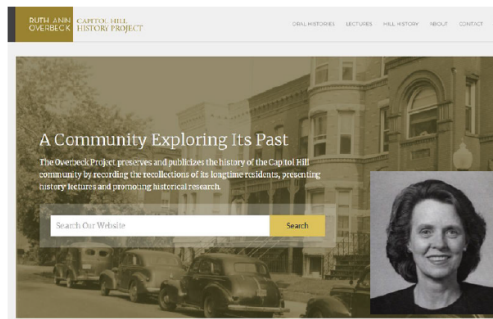 RUTH ANN
OVERBECK
CAPITOL HILL
HISTORY PROJECT
ORAL HISTORIES LECTURES HILL HISTORY ABOUT CONTACT
A Community Exploring Its Past
The Overbeck Project preserves and publicizes the history of the Capitol Hill
community by recording the recollections of its longtime residents, presenting
history lectures and promoting historical research.
Search Our Website
Search